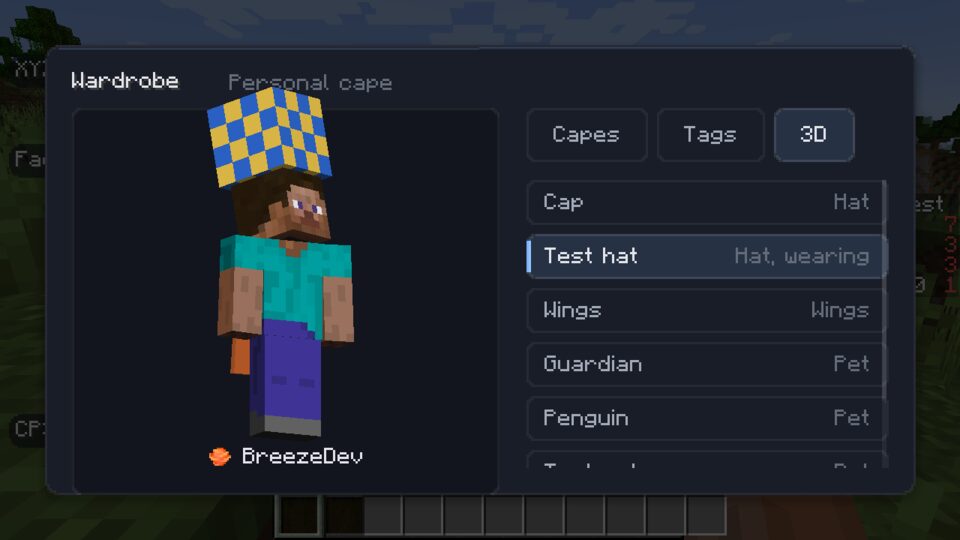 XYZ
Wardrobe
Personal cape
Capes
Tags
3D
Cap
Hat
Test hat
Hat, wearing
Wings
Wings
Guardian
Pet
Penguin
Pet
BreezeDev